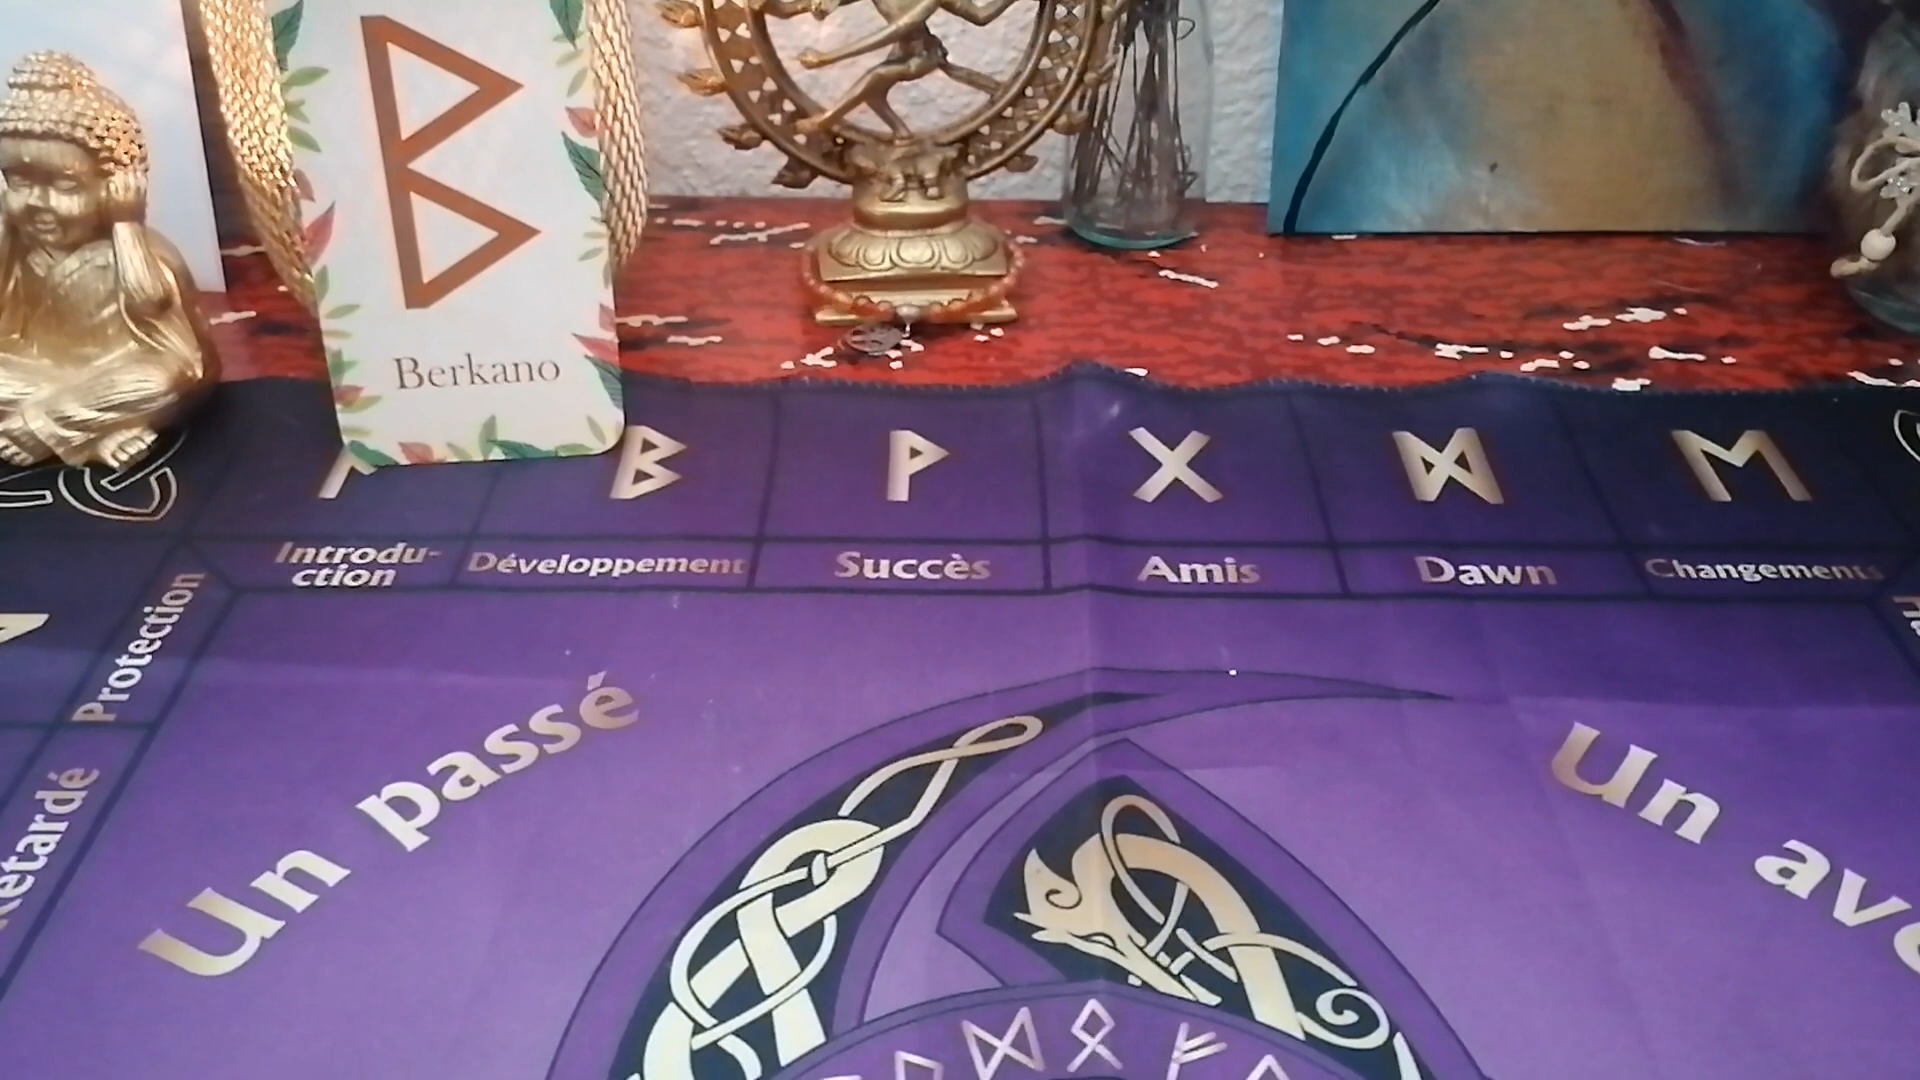 Berkano
ᛒ ᚹ ᚷ ᛞ ᛖ
Introdu-
ction
Développement
Succès
Amis
Dawn
Changements
Protection
Retardé
Un passé
Un ave
ᛞ ᛟ ᚠ